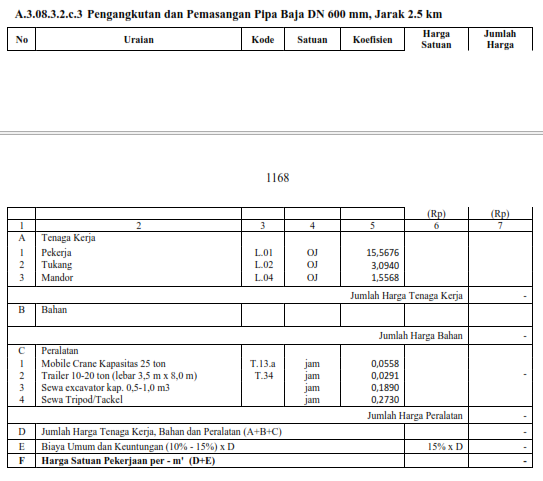 A.3.08.3.2.c.3 Pengangkutan dan Pemasangan Pipa Baja DN 600 mm, Jarak 2.5 km
No Uraian Kode Satuan Koefisien Harga Satuan Jumlah Harga
1168
(Rp) (Rp)
1 2 3 4 5 6 7
A Tenaga Kerja
1 Pekerja L.01 OJ 15,5676
2 Tukang L.02 OJ 3,0940
3 Mandor L.04 OJ 1,5568
Jumlah Harga Tenaga Kerja -
B Bahan
Jumlah Harga Bahan -
C Peralatan
1 Mobile Crane Kapasitas 25 ton T.13.a jam 0,0558
2 Trailer 10-20 ton (lebar 3,5 m x 8,0 m) T.34 jam 0,0291 -
3 Sewa excavator kap. 0,5-1,0 m3 jam 0,1890
4 Sewa Tripod/Tackel jam 0,2730
Jumlah Harga Peralatan -
D Jumlah Harga Tenaga Kerja, Bahan dan Peralatan (A+B+C) -
E Biaya Umum dan Keuntungan (10% - 15%) x D 15% x D -
F Harga Satuan Pekerjaan per - m' (D+E) -